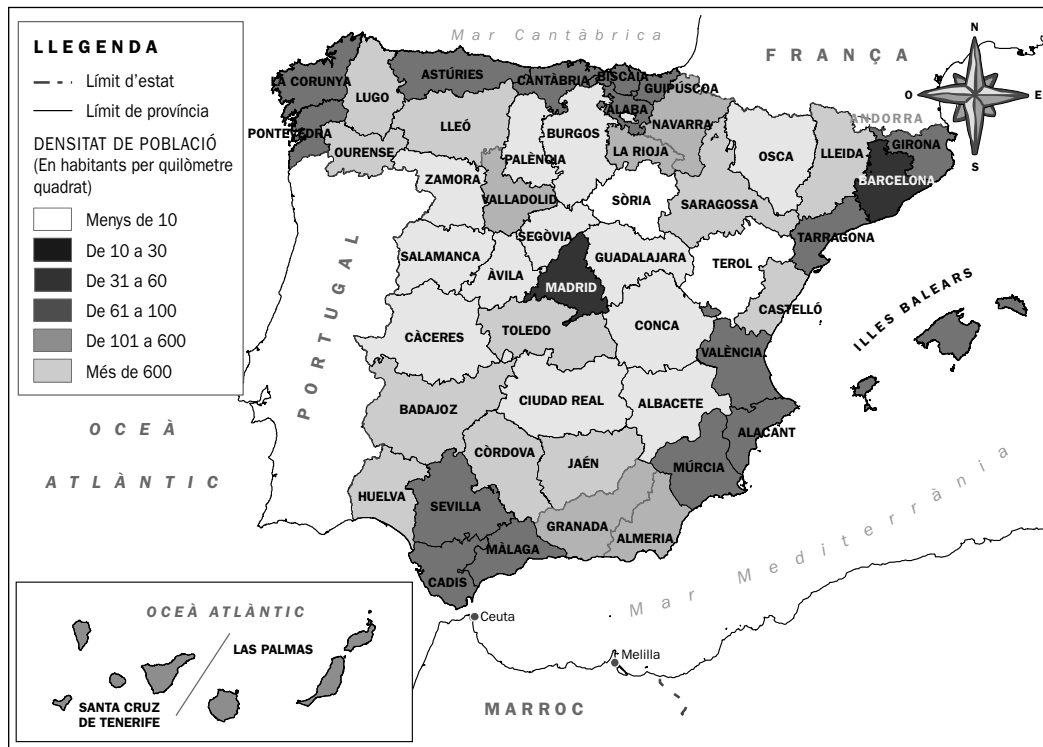 LLEGENDA
Límit d'estat
Límit de província
DENSITAT DE POBLACIÓ
(En habitants per quilòmetre
quadrat)
Menys de 10
De 10 a 30
De 31 a 60
De 61 a 100
De 101 a 600
Més de 600
Mar Cantàbrica
FRANÇA
N
O
E
S
ANDORRA
LA CORUNYA
LUGO
ASTÚRIES
CANTÀBRIA
BISCAIA
GUIPÚSCOA
ÀLABA
NAVARRA
PONTEVEDRA
OURENSE
LLEÓ
PALÈNCIA
BURGOS
LA RIOJA
OSCA
LLEIDA
GIRONA
BARCELONA
ZAMORA
VALLADOLID
SÒRIA
SARAGOSSA
TARRAGONA
SEGÒVIA
SALAMANCA
ÀVILA
MADRID
GUADALAJARA
TEROL
CASTELLÓ
PORTUGAL
CÀCERES
TOLEDO
CONCA
VALÈNCIA
ILLES BALEARS
BADAJOZ
CIUDAD REAL
ALBACETE
ALACANT
OCEÀ
ATLÀNTIC
HUELVA
CÒRDOVA
JAÉN
MÚRCIA
SEVILLA
GRANADA
ALMERIA
MÀLAGA
CADIS
Mar Mediterrània
Ceuta
Melilla
MARROC
OCEÀ ATLÀNTIC
LAS PALMAS
SANTA CRUZ
DE TENERIFE